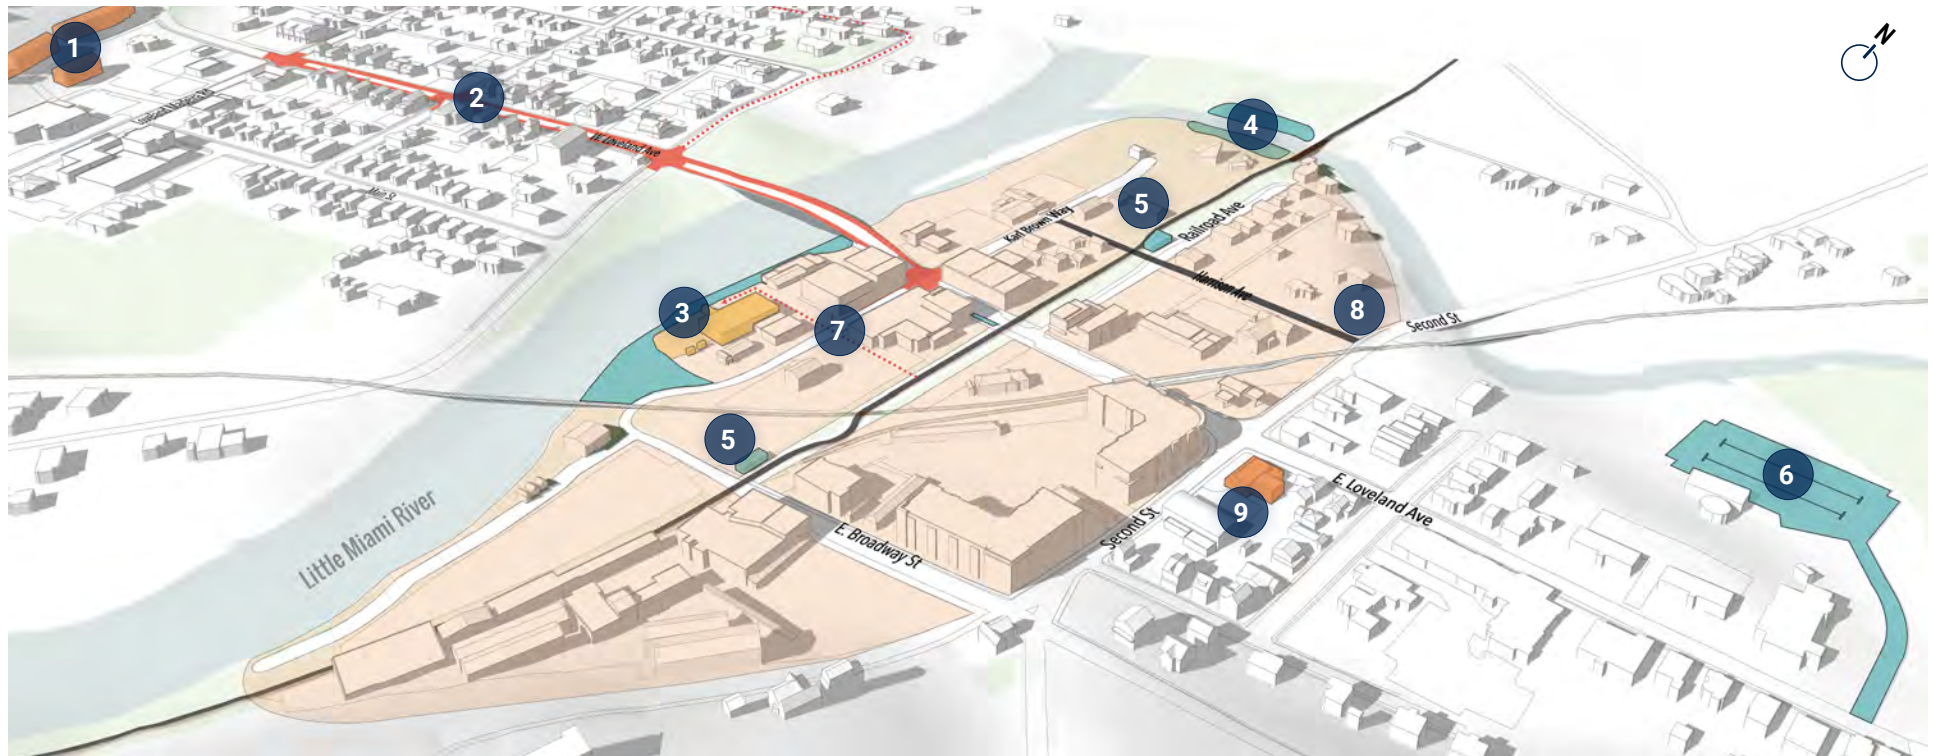 N
1
2
W. Loveland Ave
Main St
4
5
Karl Brown Way
Railroad Ave
Harrison Ave
3
7
8
Second St
5
6
E. Loveland Ave
9
Second St
E. Broadway St
Little Miami River